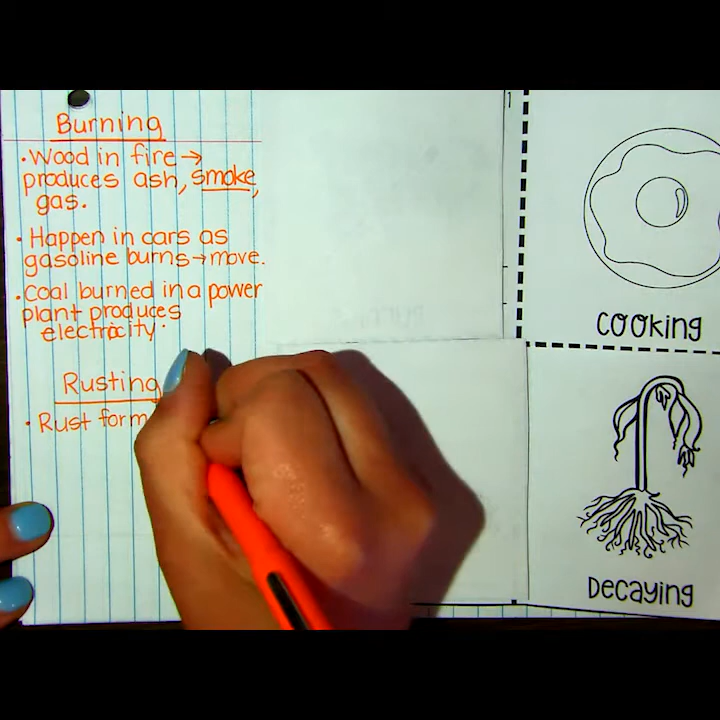 Burning
• Wood in fire →
produces ash, smoke,
gas.
• Happen in cars as
gasoline burns → move.
• Coal burned in a power
plant produces
electricity.
Rusting
• Rust form
1
COOKING
DECAYING